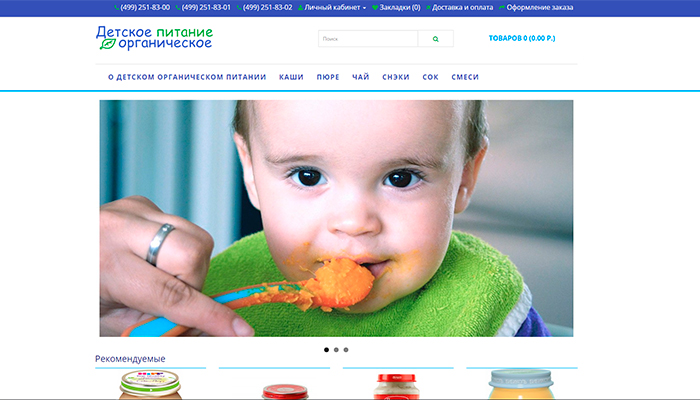 (499) 251-83-00 (499) 251-83-01 (499) 251-83-02 Личный кабинет Закладки (0) Доставка и оплата Оформление заказа
Детское питание
органическое
Поиск
ТОВАРОВ 0 (0.00 Р.)
О ДЕТСКОМ ОРГАНИЧЕСКОМ ПИТАНИИ КАШИ ПЮРЕ ЧАЙ СНЭКИ СОК СМЕСИ
Рекомендуемые
HiPP